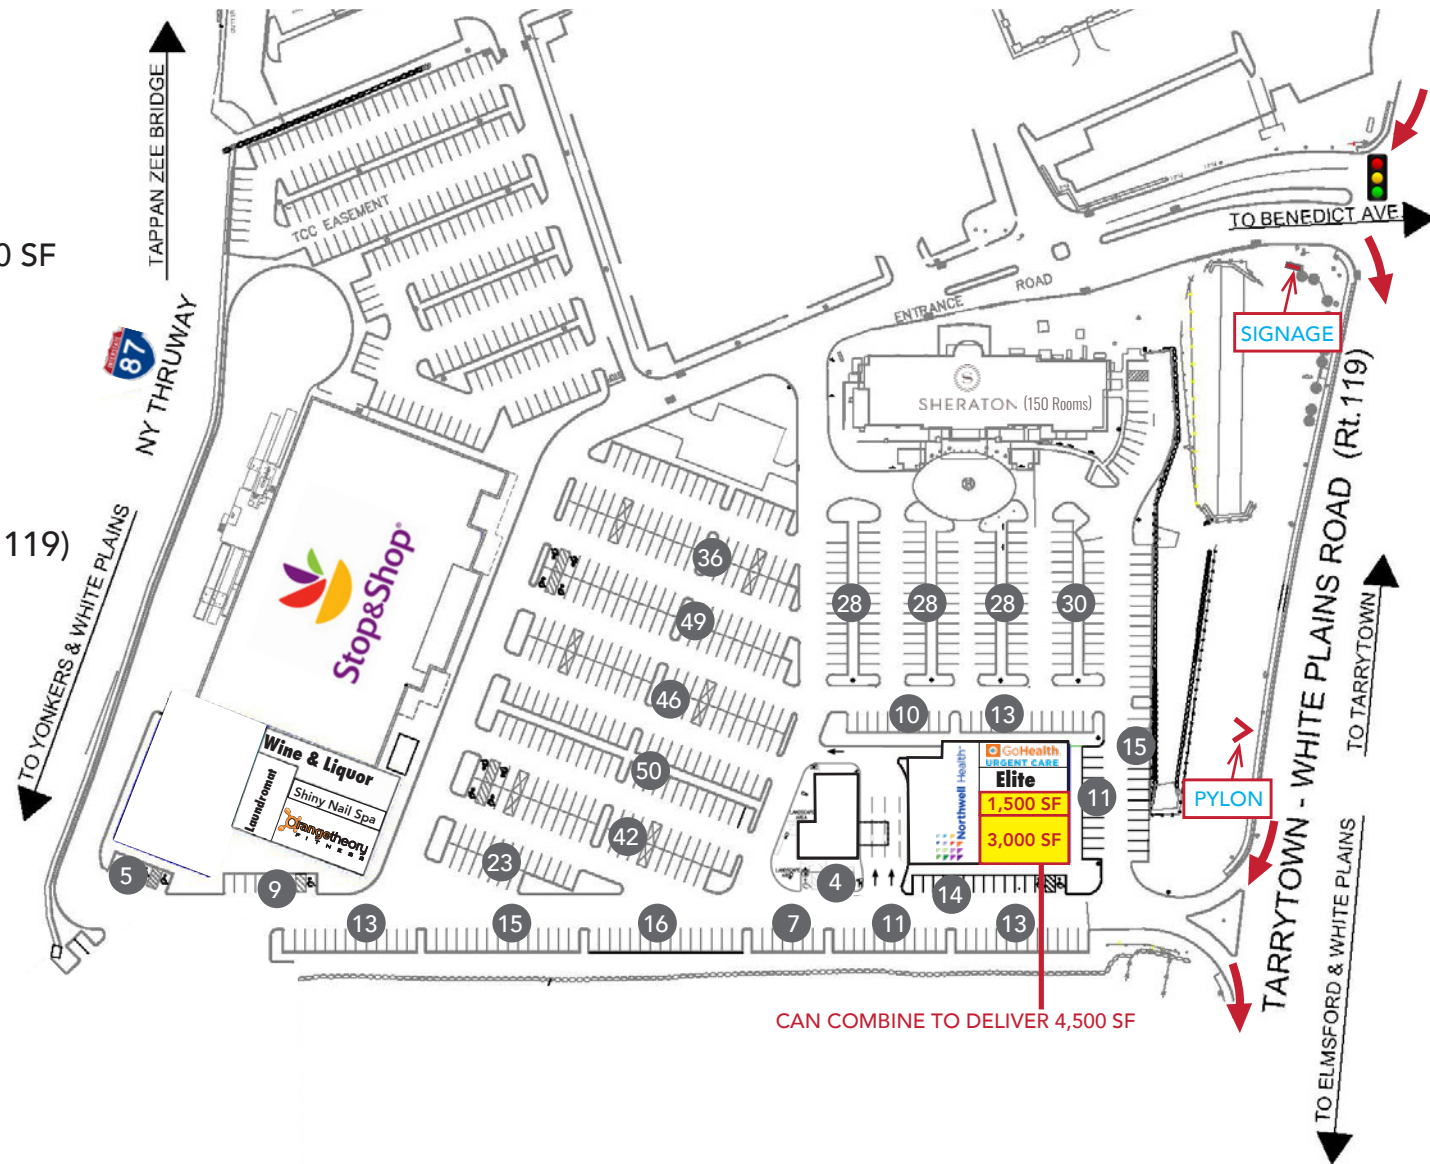 TAPPAN ZEE BRIDGE
0 SF
TCC EASEMENT
TO BENEDICT AVE.
ENTRANCE ROAD
SIGNAGE
87
NY THRUWAY
S
SHERATON (150 Rooms)
TARRYTOWN - WHITE PLAINS ROAD (Rt. 119)
119)
TO YONKERS & WHITE PLAINS
Stop&Shop
36
49
46
50
42
23
28
28
28
30
10
13
15
11
TO TARRYTOWN
PYLON
Wine & Liquor
Laundromat
Shiny Nail Spa
Orangetheory
FITNESS
Northwell Health
GoHealth
URGENT CARE
Elite
1,500 SF
3,000 SF
5
9
4
14
13
15
16
7
11
13
CAN COMBINE TO DELIVER 4,500 SF
TO ELMSFORD & WHITE PLAINS